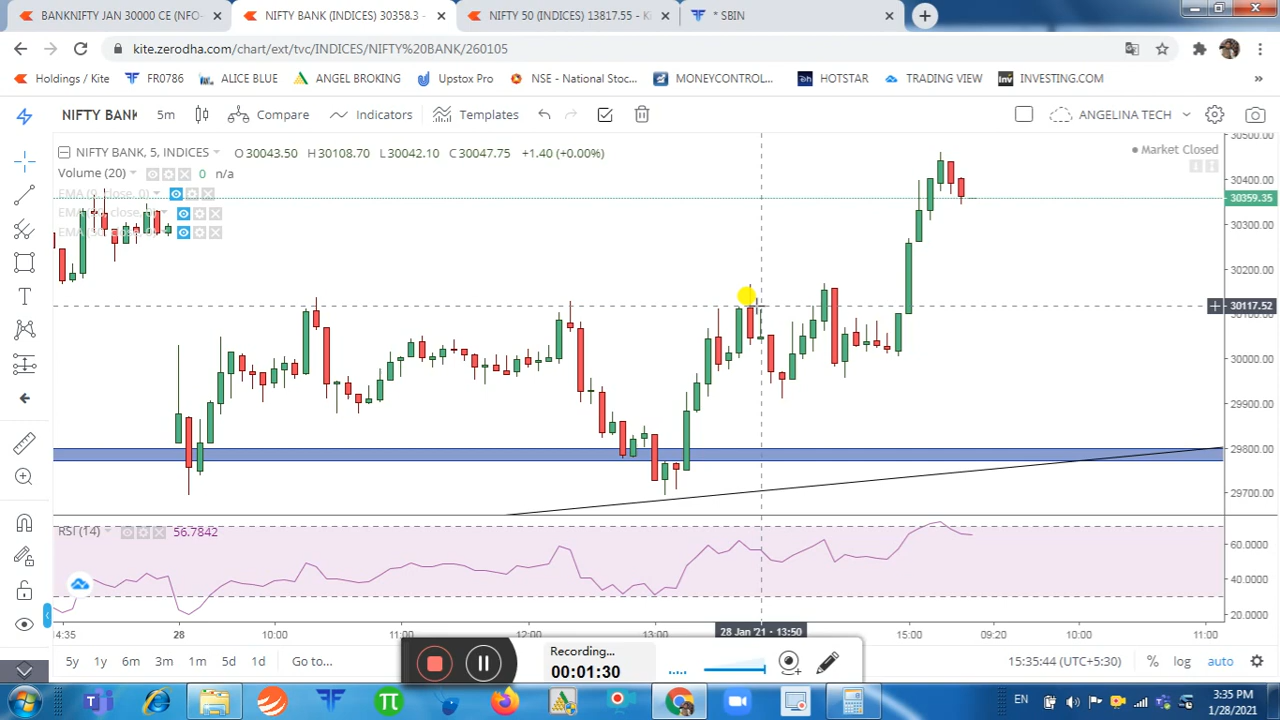 BANKNIFTY JAN 30000 CE (NFO-
NIFTY BANK (INDICES) 30358.3
NIFTY 50 (INDICES) 13817.55 - Ki
* SBIN
kite.zerodha.com/chart/ext/tvc/INDICES/NIFTY%20BANK/260105
Holdings / Kite
FR0786
ALICE BLUE
ANGEL BROKING
Upstox Pro
NSE - National Stoc...
MONEYCONTROL...
HOTSTAR
TRADING VIEW
INVESTING.COM
»
NIFTY BANK
5m
Compare
Indicators
Templates
ANGELINA TECH
NIFTY BANK, 5, INDICES
O30043.50 H30108.70 L30042.10 C30047.75 +1.40 (+0.00%)
Market Closed
Volume (20)
0 n/a
30500.00
30400.00
30359.35
30300.00
30200.00
30117.52
30000.00
29900.00
29800.00
29700.00
RSI (14)
56.7842
60.0000
40.0000
20.0000
14:35
28
10:00
11:00
12:00
13:00
28 Jan '21 - 13:50
15:00
09:20
10:00
11:00
5y
1y
6m
3m
1m
5d
1d
Go to...
15:35:44 (UTC+5:30)
%
log
auto
Recording...
00:01:30
EN
3:35 PM
1/28/2021